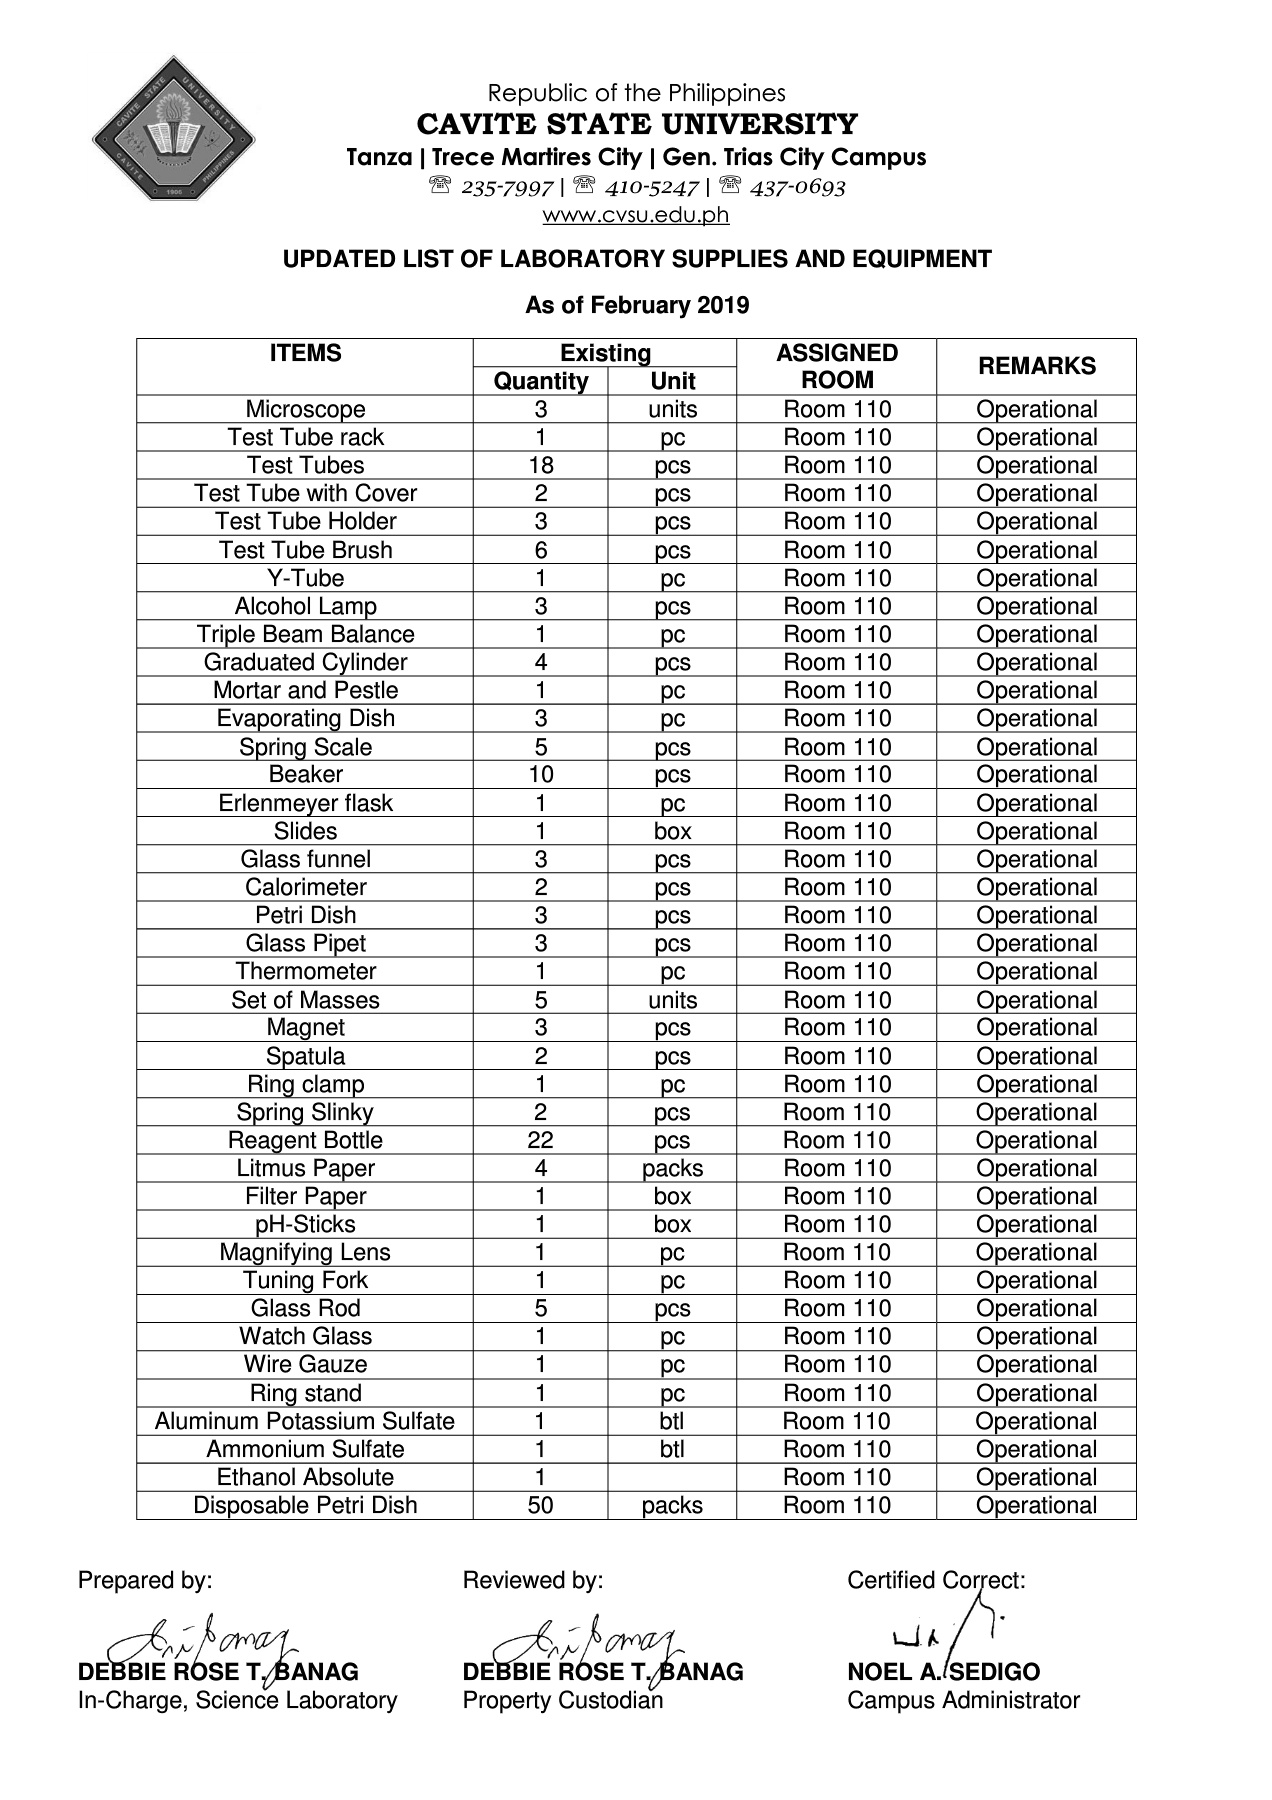 CAVITE STATE UNIVERSITY
CAVITE PHILIPPINES
1906
Republic of the Philippines
CAVITE STATE UNIVERSITY
Tanza | Trece Martires City | Gen. Trias City Campus
☏ 235-7997 | ☏ 410-5247 | ☏ 437-0693
www.cvsu.edu.ph
UPDATED LIST OF LABORATORY SUPPLIES AND EQUIPMENT
As of February 2019
ITEMS Existing ASSIGNED ROOM REMARKS
Quantity Unit
Microscope 3 units Room 110 Operational
Test Tube rack 1 pc Room 110 Operational
Test Tubes 18 pcs Room 110 Operational
Test Tube with Cover 2 pcs Room 110 Operational
Test Tube Holder 3 pcs Room 110 Operational
Test Tube Brush 6 pcs Room 110 Operational
Y-Tube 1 pc Room 110 Operational
Alcohol Lamp 3 pcs Room 110 Operational
Triple Beam Balance 1 pc Room 110 Operational
Graduated Cylinder 4 pcs Room 110 Operational
Mortar and Pestle 1 pc Room 110 Operational
Evaporating Dish 3 pc Room 110 Operational
Spring Scale 5 pcs Room 110 Operational
Beaker 10 pcs Room 110 Operational
Erlenmeyer flask 1 pc Room 110 Operational
Slides 1 box Room 110 Operational
Glass funnel 3 pcs Room 110 Operational
Calorimeter 2 pcs Room 110 Operational
Petri Dish 3 pcs Room 110 Operational
Glass Pipet 3 pcs Room 110 Operational
Thermometer 1 pc Room 110 Operational
Set of Masses 5 units Room 110 Operational
Magnet 3 pcs Room 110 Operational
Spatula 2 pcs Room 110 Operational
Ring clamp 1 pc Room 110 Operational
Spring Slinky 2 pcs Room 110 Operational
Reagent Bottle 22 pcs Room 110 Operational
Litmus Paper 4 packs Room 110 Operational
Filter Paper 1 box Room 110 Operational
pH-Sticks 1 box Room 110 Operational
Magnifying Lens 1 pc Room 110 Operational
Tuning Fork 1 pc Room 110 Operational
Glass Rod 5 pcs Room 110 Operational
Watch Glass 1 pc Room 110 Operational
Wire Gauze 1 pc Room 110 Operational
Ring stand 1 pc Room 110 Operational
Aluminum Potassium Sulfate 1 btl Room 110 Operational
Ammonium Sulfate 1 btl Room 110 Operational
Ethanol Absolute 1 Room 110 Operational
Disposable Petri Dish 50 packs Room 110 Operational
Prepared by: Reviewed by: Certified Correct:
DEBBIE ROSE T. BANAG DEBBIE ROSE T. BANAG NOEL A. SEDIGO
In-Charge, Science Laboratory Property Custodian Campus Administrator